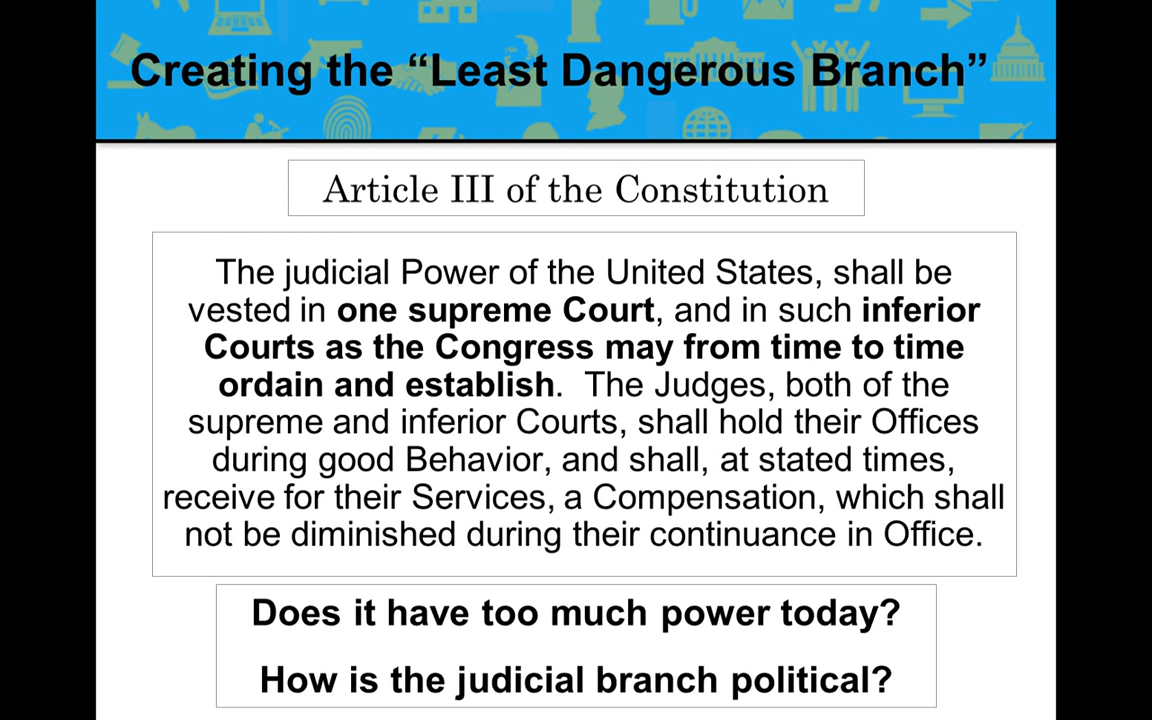 Creating the “Least Dangerous Branch”
Article III of the Constitution
The judicial Power of the United States, shall be
vested in one supreme Court, and in such inferior
Courts as the Congress may from time to time
ordain and establish.  The Judges, both of the
supreme and inferior Courts, shall hold their Offices
during good Behavior, and shall, at stated times,
receive for their Services, a Compensation, which shall
not be diminished during their continuance in Office.
Does it have too much power today?
How is the judicial branch political?